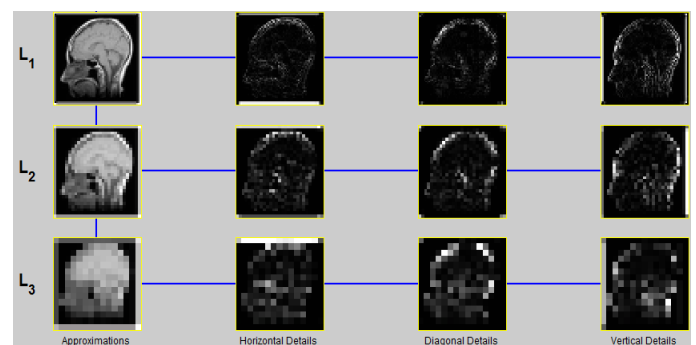 L1
L2
L3
Approximations Horizontal Details Diagonal Details Vertical Details